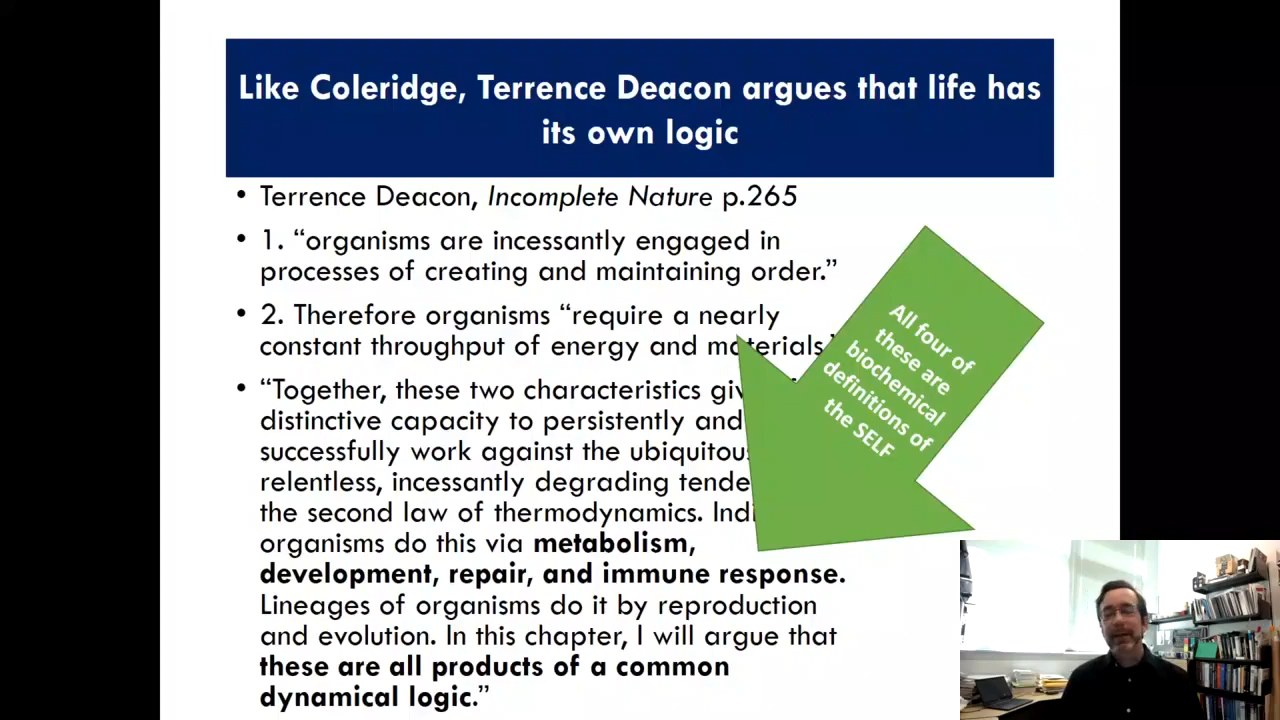 Like Coleridge, Terrence Deacon argues that life has
its own logic
• Terrence Deacon, Incomplete Nature p.265
• 1. “organisms are incessantly engaged in
processes of creating and maintaining order.”
• 2. Therefore organisms “require a nearly
constant throughput of energy and materials.”
• “Together, these two characteristics
distinctive capacity to persistently and
successfully work against the
relentless, incessantly degrading
the second law of thermodynamics.
organisms do this via metabolism,
development, repair, and immune response.
Lineages of organisms do it by reproduction
and evolution. In this chapter, I will argue that
these are all products of a common
dynamical logic.”
All four of
these are
biochemical
definitions of
the SELF